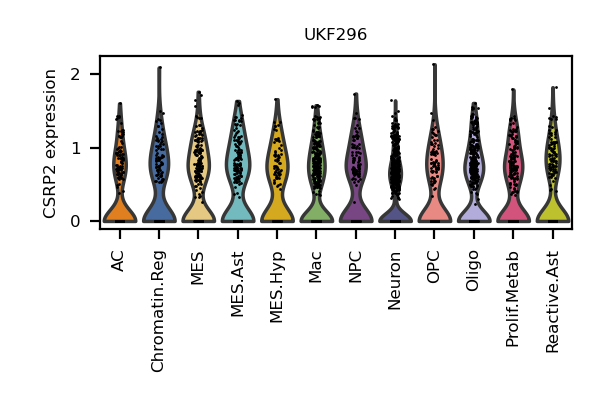 UKF296
CSRP2 expression
2
1
0
AC
Chromatin.Reg
MES
MES.Ast
MES.Hyp
Mac
NPC
Neuron
OPC
Oligo
Prolif.Metab
Reactive.Ast